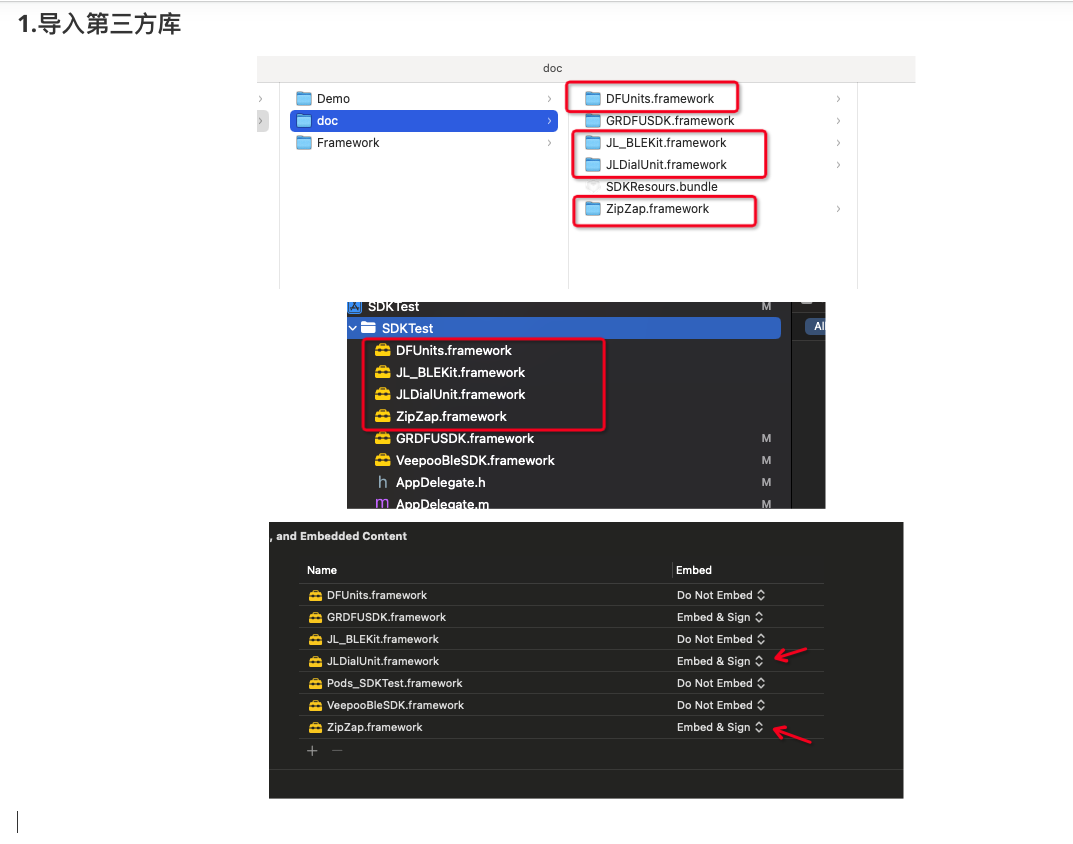 1.导入第三方库
doc
Demo
doc
Framework
DFUnits.framework
GRDFUSDK.framework
JL_BLEKit.framework
JLDialUnit.framework
SDKResours.bundle
ZipZap.framework
SDKTest M
SDKTest
Al
DFUnits.framework
JL_BLEKit.framework
JLDialUnit.framework
ZipZap.framework
GRDFUSDK.framework M
VeepooBleSDK.framework M
h AppDelegate.h M
m AppDelegate.m M
, and Embedded Content
Name Embed
DFUnits.framework Do Not Embed
GRDFUSDK.framework Embed & Sign
JL_BLEKit.framework Do Not Embed
JLDialUnit.framework Embed & Sign
Pods_SDKTest.framework Do Not Embed
VeepooBleSDK.framework Do Not Embed
ZipZap.framework Embed & Sign